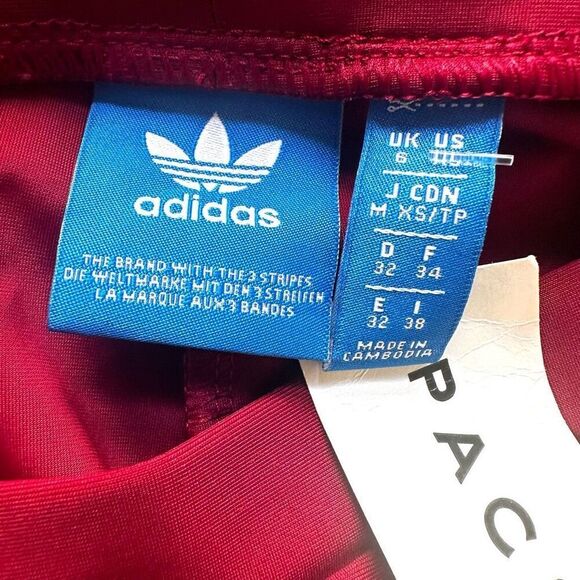 adidas
THE BRAND WITH THE 3 STRIPES
DIE WELTMARKE MIT DEN 3 STREIFEN
LA MARQUE AUX 3 BANDES
UK US
6
J CDN
M XS/TP
D F
32 34
E I
32 38
MADE IN
CAMBODIA
PAC